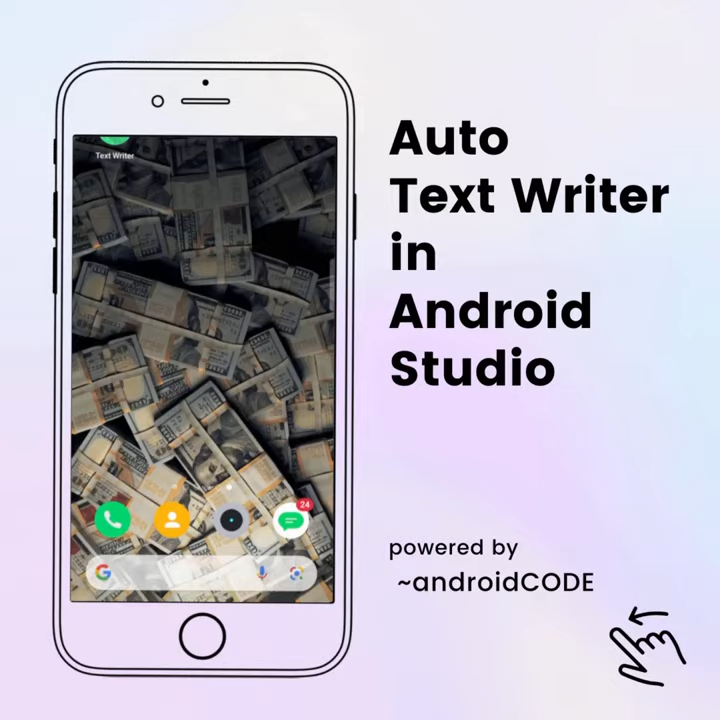 Text Writer
Auto
Text Writer
in
Android
Studio
24
G
powered by
~androidCODE